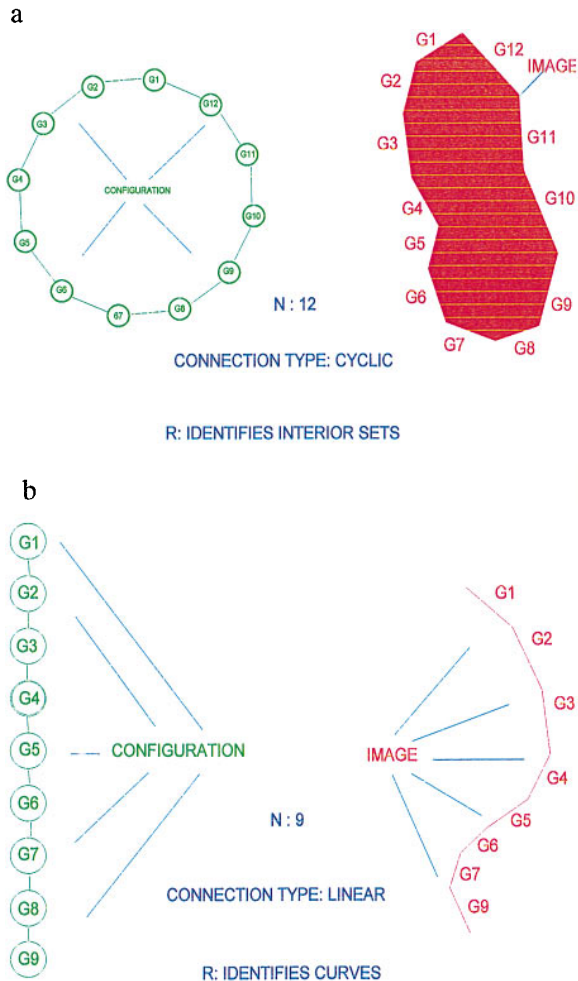 a
G1
G12
IMAGE
G2
G11
G3
G10
G4
G5
G6
G9
G7
G8
G1
G2
G12
G3
G11
G4
CONFIGURATION
G10
G5
G9
G6
G8
67
N : 12
CONNECTION TYPE: CYCLIC
R: IDENTIFIES INTERIOR SETS
b
G1
G2
G3
G4
G5
G6
G7
G8
G9
CONFIGURATION
IMAGE
G1
G2
G3
G4
G5
G6
G7
G9
N : 9
CONNECTION TYPE: LINEAR
R: IDENTIFIES CURVES